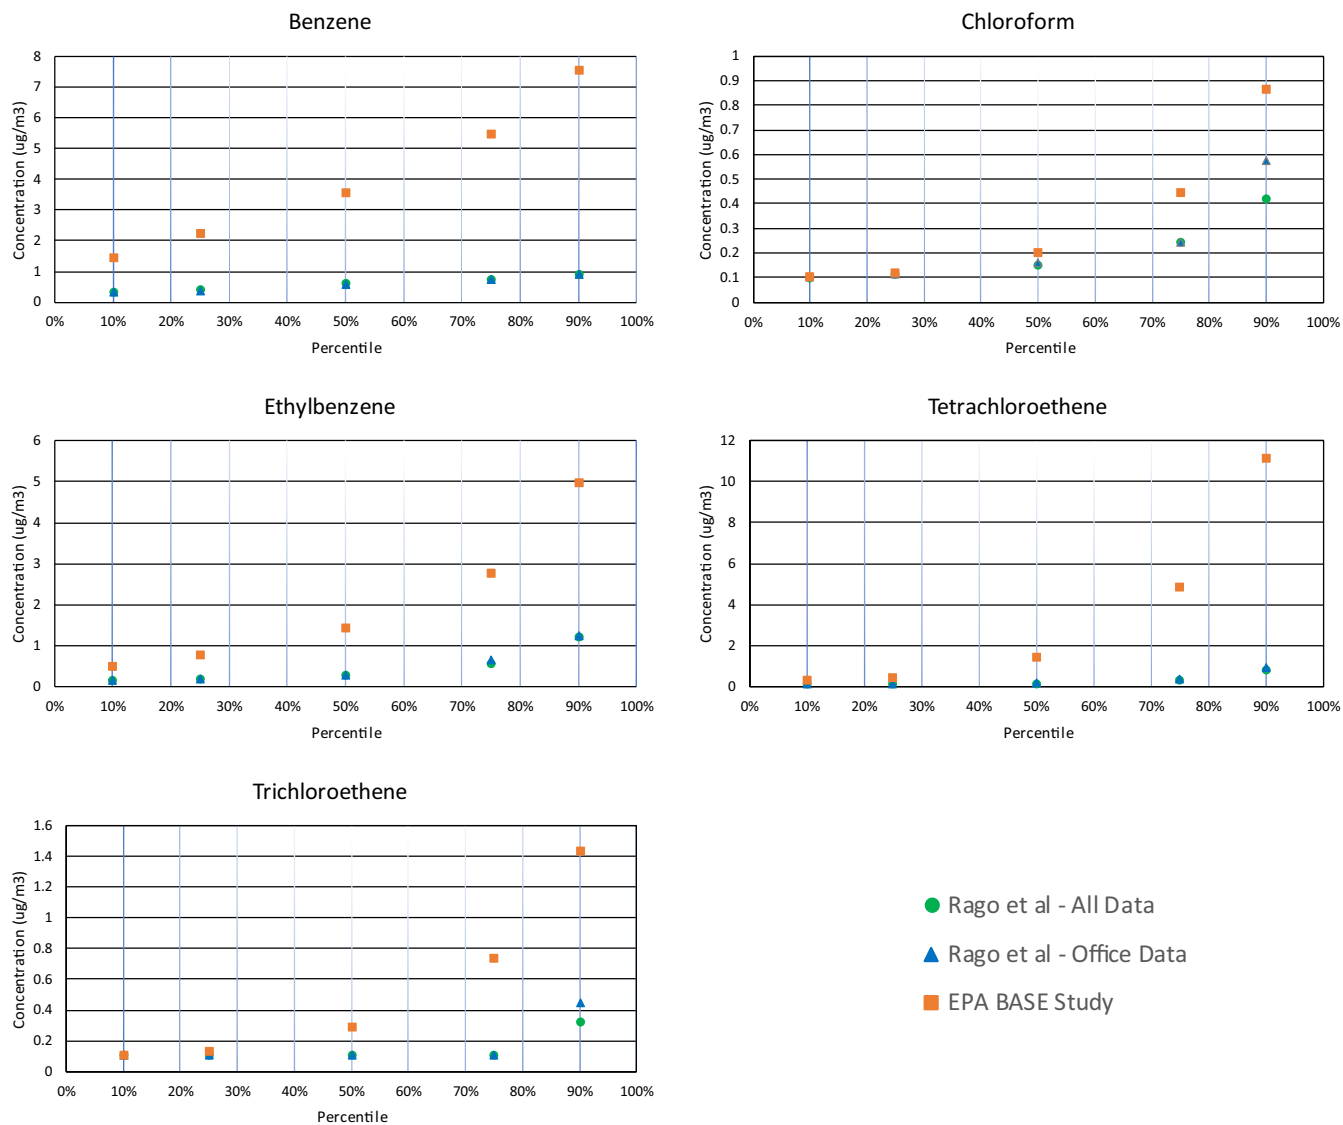 Benzene
Concentration (ug/m3)
8
7
6
5
4
3
2
1
0
0% 10% 20% 30% 40% 50% 60% 70% 80% 90% 100%
Percentile
Chloroform
Concentration (ug/m3)
1
0.9
0.8
0.7
0.6
0.5
0.4
0.3
0.2
0.1
0
0% 10% 20% 30% 40% 50% 60% 70% 80% 90% 100%
Percentile
Ethylbenzene
Concentration (ug/m3)
6
5
4
3
2
1
0
0% 10% 20% 30% 40% 50% 60% 70% 80% 90% 100%
Percentile
Tetrachloroethene
Concentration (ug/m3)
12
10
8
6
4
2
0
0% 10% 20% 30% 40% 50% 60% 70% 80% 90% 100%
Percentile
Trichloroethene
Concentration (ug/m3)
1.6
1.4
1.2
1
0.8
0.6
0.4
0.2
0
0% 10% 20% 30% 40% 50% 60% 70% 80% 90% 100%
Percentile
Rago et al - All Data
Rago et al - Office Data
EPA BASE Study